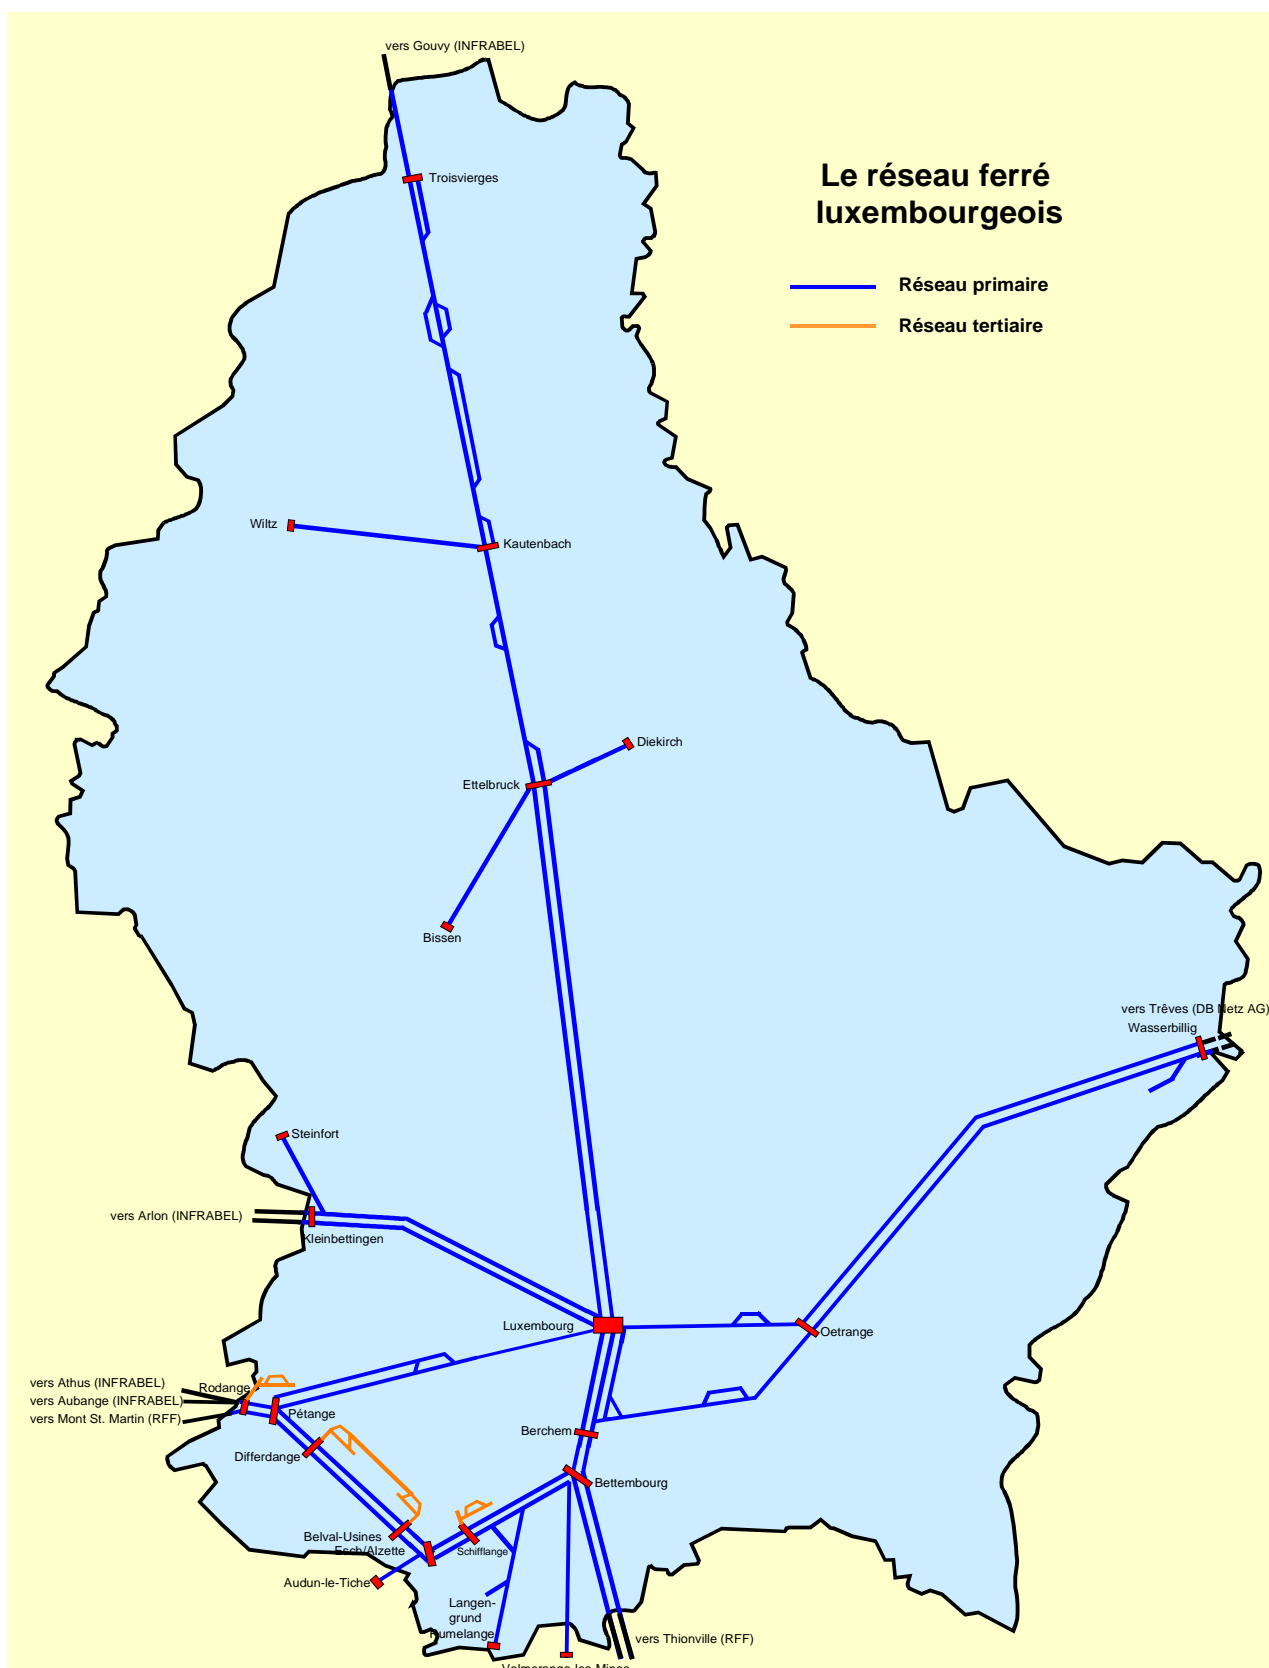 vers Gouvy (INFRABEL)
Le réseau ferré
luxembourgeois
Troisvierges
Réseau primaire
Réseau tertiaire
Wiltz
Kautenbach
Diekirch
Ettelbruck
Bissen
vers Trêves (DB Netz AG)
Wasserbillig
Steinfort
vers Arlon (INFRABEL)
Kleinbettingen
Luxembourg
Oetrange
vers Athus (INFRABEL)
Rodange
vers Aubange (INFRABEL)
vers Mont St. Martin (RFF)
Pétange
Berchem
Differdange
Bettembourg
Belval-Usines
Esch/Alzette
Schifflange
Audun-le-Tiche
Langen-
grund
Rumelange
vers Thionville (RFF)
Volmerange-les-Mines